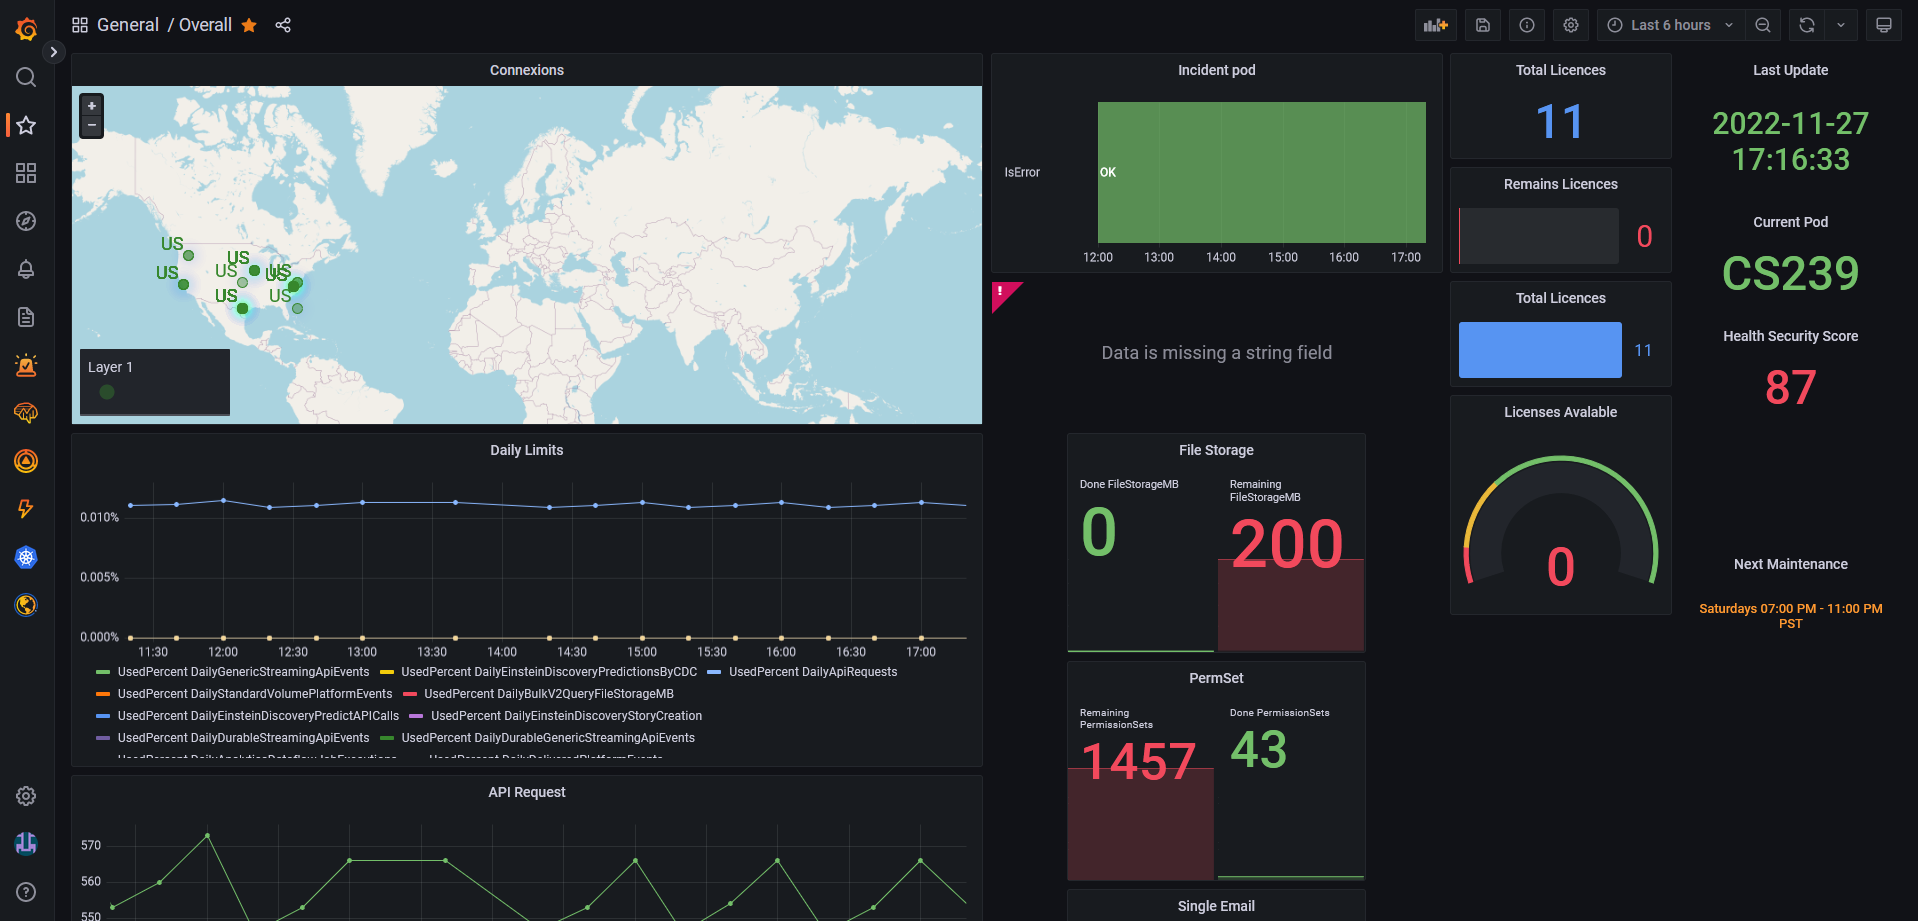 General / Overall
Last 6 hours
Connexions
+
−
US
US
US
US
US
US
US
US
Layer 1
Incident pod
IsError
OK
12:00 13:00 14:00 15:00 16:00 17:00
!
Data is missing a string field
Total Licences
11
Remains Licences
0
Total Licences
11
Licenses Avalable
0
Last Update
2022-11-27
17:16:33
Current Pod
CS239
Health Security Score
87
Next Maintenance
Saturdays 07:00 PM - 11:00 PM
PST
Daily Limits
0.010%
0.005%
0.000%
11:30 12:00 12:30 13:00 13:30 14:00 14:30 15:00 15:30 16:00 16:30 17:00
UsedPercent DailyGenericStreamingApiEvents UsedPercent DailyEinsteinDiscoveryPredictionsByCDC UsedPercent DailyApiRequests
UsedPercent DailyStandardVolumePlatformEvents UsedPercent DailyBulkV2QueryFileStorageMB
UsedPercent DailyEinsteinDiscoveryPredictAPICalls UsedPercent DailyEinsteinDiscoveryStoryCreation
UsedPercent DailyDurableStreamingApiEvents UsedPercent DailyDurableGenericStreamingApiEvents
UsedPercent DailyAnalyticsDataflowJobExecutions UsedPercent DailyDeliveredPlatformEvents
File Storage
Done FileStorageMB
0
Remaining
FileStorageMB
200
PermSet
Remaining
PermissionSets
1457
Done PermissionSets
43
Single Email
API Request
570
560
550